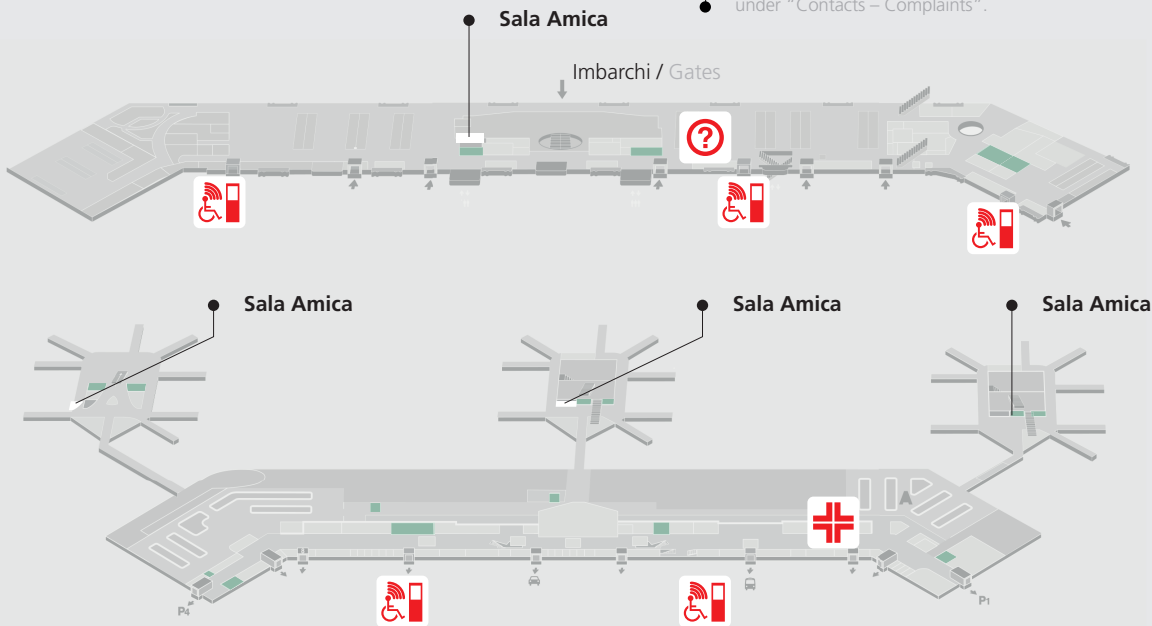 under “Contacts – Complaints”.
Sala Amica
Imbarchi / Gates
?
Sala Amica
Sala Amica
Sala Amica
P4
P1